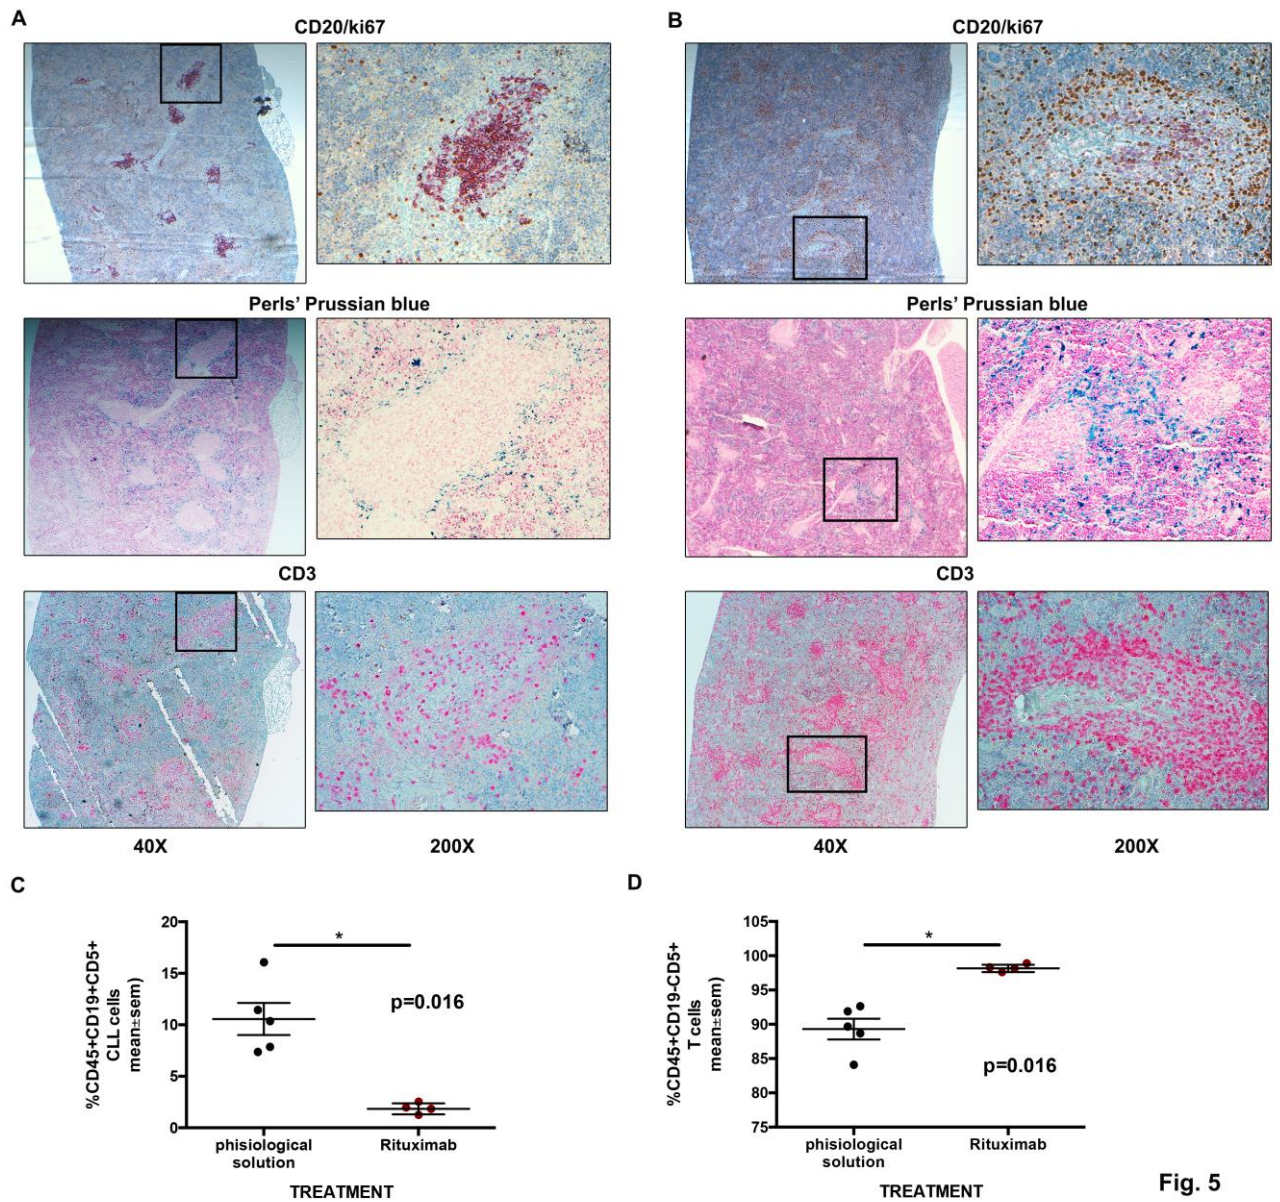 A
CD20/ki67
Perls’ Prussian blue
CD3
40X
200X
B
CD20/ki67
Perls’ Prussian blue
CD3
40X
200X
C
%CD45+CD19+CD5+
CLL cells
mean±sem)
20
15
10
5
0
*
p=0.016
phisiological
solution
Rituximab
TREATMENT
D
%CD45+CD19-CD5+
T cells
mean±sem)
105
100
95
90
85
80
75
*
p=0.016
phisiological
solution
Rituximab
TREATMENT
Fig. 5